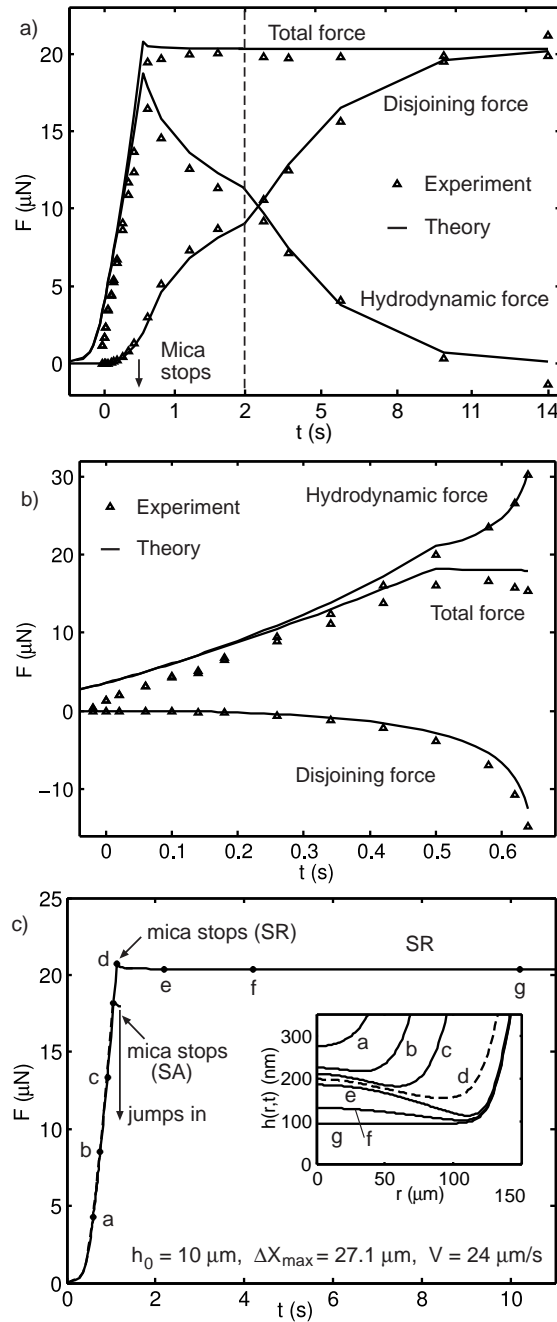 a)
Total force
20
Disjoining force
15
Experiment
F (μN)
10
Theory
5
Hydrodynamic force
Mica
stops
0
0 1 2 5 8 11 14
t (s)
b)
30
Hydrodynamic force
Experiment
Theory
20
Total force
F (μN)
10
0
Disjoining force
−10
0 0.1 0.2 0.2 0.3 0.4 0.5 0.6
t (s)
c)
25
mica stops (SR)
SR
d
20
e f g
mica stops
(SA)
15
F (μN)
c
jumps in
10
b
5
a
300
200
100
0
h(r,t) (nm)
a b c d
e
f
g
0 50 100 150
r (μm)
h0 = 10 μm, ΔXmax = 27.1 μm, V = 24 μm/s
0
0 2 4 6 8 10
t (s)